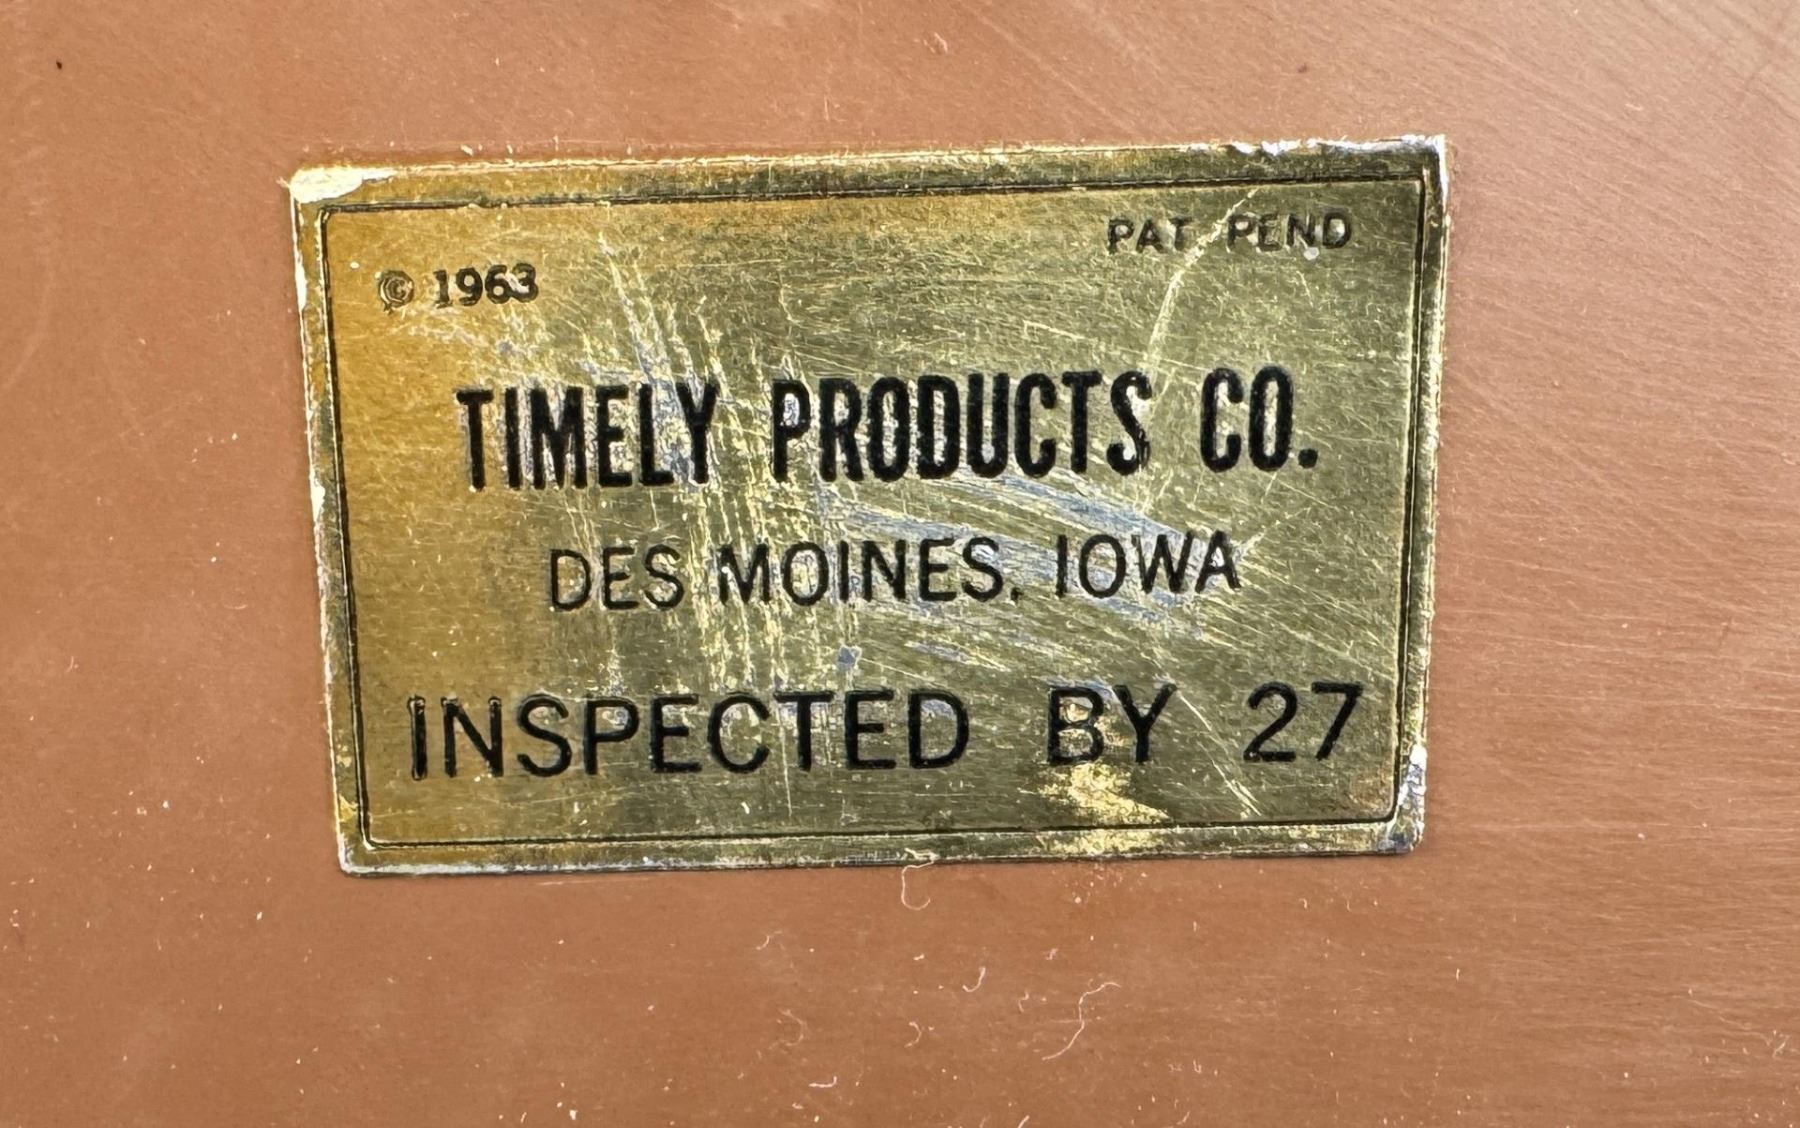 PAT PEND
© 1963
TIMELY PRODUCTS CO.
DES MOINES, IOWA
INSPECTED BY 27